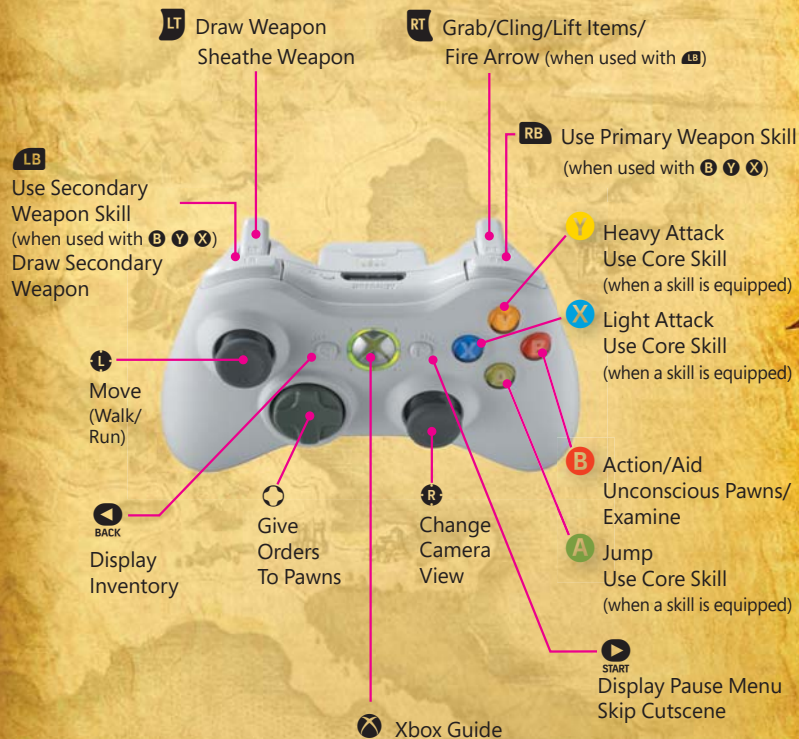 LT Draw Weapon
Sheathe Weapon
RT Grab/Cling/Lift Items/
Fire Arrow (when used with LB)
LB
Use Secondary
Weapon Skill
(when used with B Y X)
Draw Secondary
Weapon
RB Use Primary Weapon Skill
(when used with B Y X)
Y Heavy Attack
Use Core Skill
(when a skill is equipped)
X Light Attack
Use Core Skill
(when a skill is equipped)
L
Move
(Walk/
Run)
B Action/Aid
Unconscious Pawns/
Examine
BACK
Display
Inventory
Give
Orders
To Pawns
R
Change
Camera
View
A Jump
Use Core Skill
(when a skill is equipped)
START
Display Pause Menu
Skip Cutscene
Xbox Guide
Y
X
B